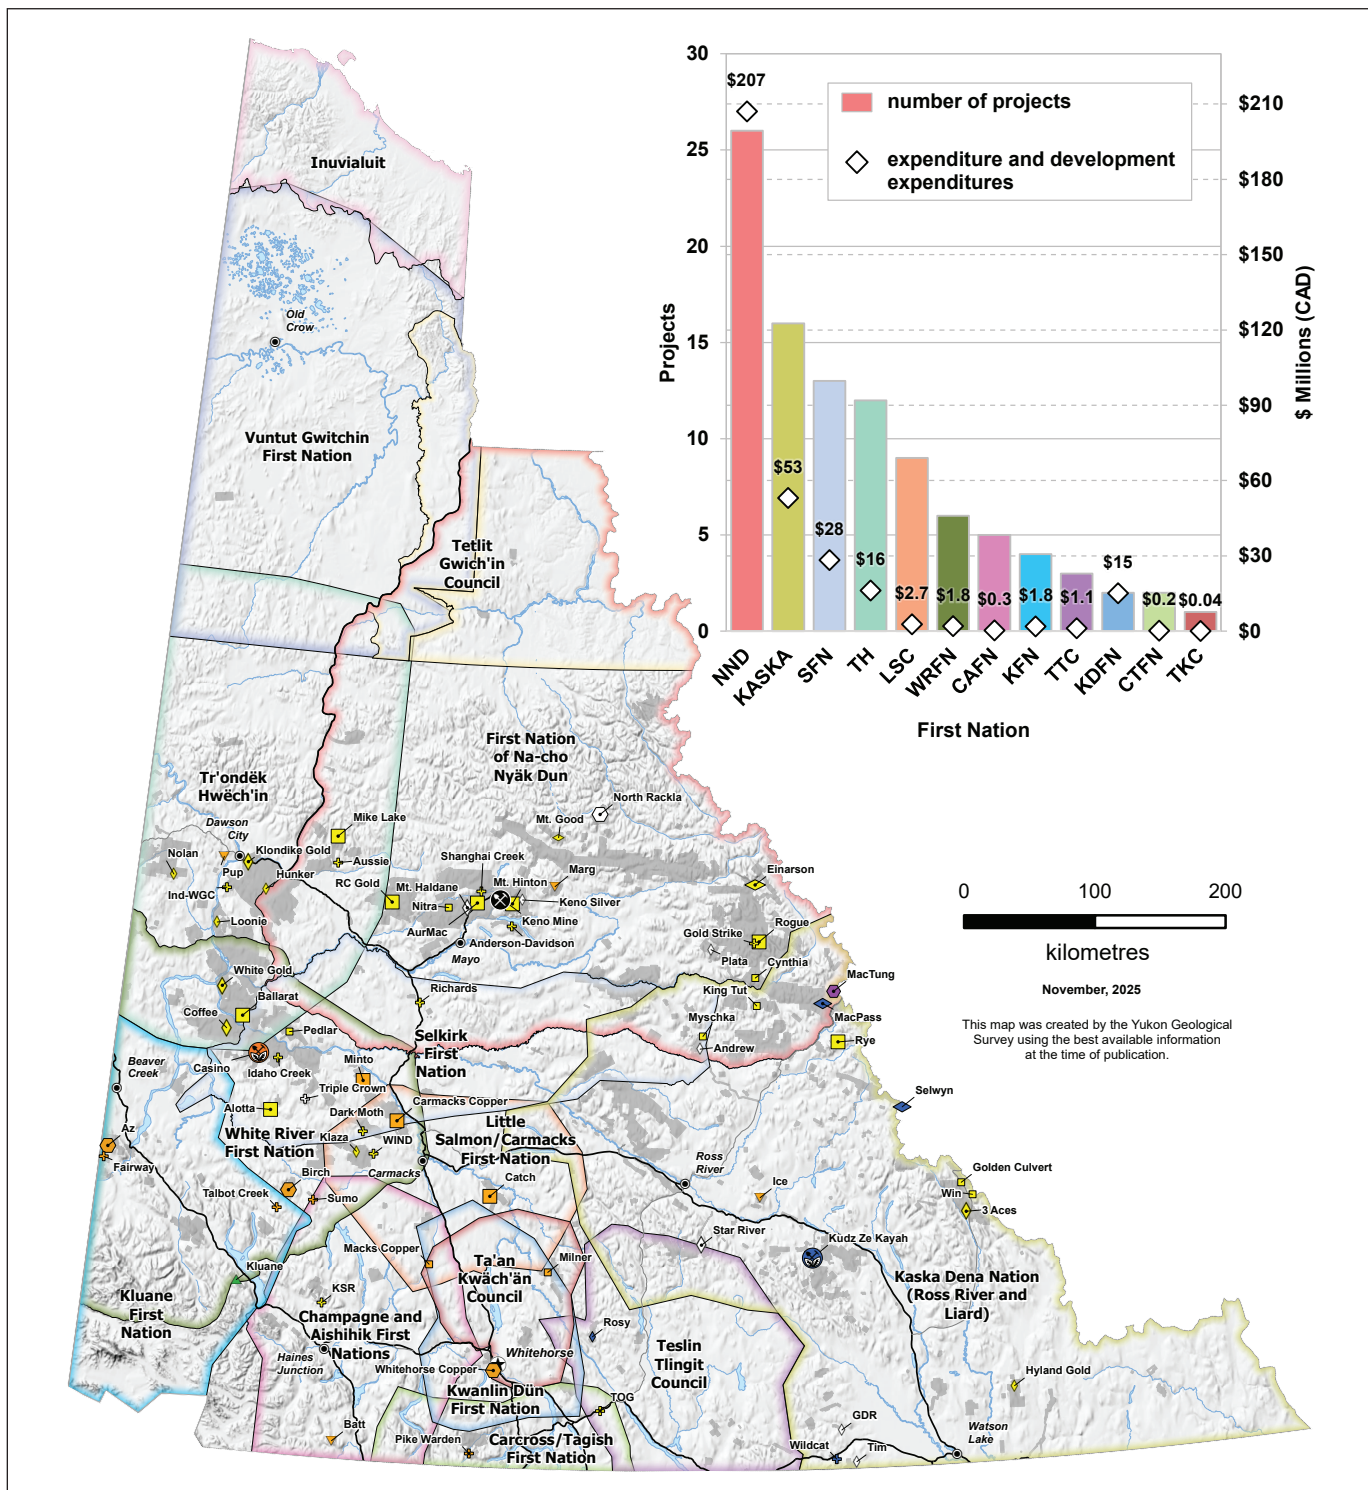 30
25
20
15
10
5
0
Projects
$207
$53
$28
$16
$2.7
$1.8
$0.3
$1.8
$1.1
$15
$0.2
$0.04
number of projects
expenditure and development
expenditures
$210
$180
$150
$120
$90
$60
$30
$0
$ Millions (CAD)
NND
KASKA
SFN
TH
LSC
WRFN
CAFN
KFN
TTC
KDFN
CTFN
TKC
First Nation
Inuvialuit
Old
Crow
Vuntut Gwitchin
First Nation
Tetlit
Gwich'in
Council
First Nation
of Na-cho
Nyäk Dun
Tr'ondëk
Hwëch'in
North Rackla
Mt. Good
Mike Lake
Dawson
City
Klondike Gold
Nolan
Pup
Hunker
Ind-WGC
Aussie
Shanghai Creek
RC Gold
Mt. Haldane
Mt. Hinton
Marg
Nitra
Keno Silver
Keno Mine
AurMac
Anderson-Davidson
Mayo
Einarson
Rogue
Gold Strike
Plata
Cynthia
Loonie
White Gold
Ballarat
Coffee
Pedlar
Richards
King Tut
MacTung
MacPass
Myschka
Andrew
Rye
Selkirk
First
Nation
Beaver
Creek
Casino
Idaho Creek
Minto
Triple Crown
Selwyn
Alotta
Dark Moth
Carmacks Copper
White River
First Nation
Klaza
WIND
Little
Salmon/Carmacks
First Nation
Az
Fairway
Birch
Carmacks
Ross
River
Golden Culvert
Talbot Creek
Sumo
Catch
Ice
Win
3 Aces
Star River
Kudz Ze Kayah
Macks Copper
Ta'an
Kwäch'än
Council
Milner
Kluane
Kluane
First
Nation
KSR
Kaska Dena Nation
(Ross River and
Liard)
Champagne and
Aishihik First
Nations
Rosy
Haines
Junction
Whitehorse
Whitehorse Copper
Teslin
Tlingit
Council
Kwanlin Dün
First Nation
Hyland Gold
TOG
Batt
Pike Warden
Carcross/Tagish
First Nation
GDR
Wildcat
Tim
Watson
Lake
0
100
200
kilometres
November, 2025
This map was created by the Yukon Geological
Survey using the best available information
at the time of publication.